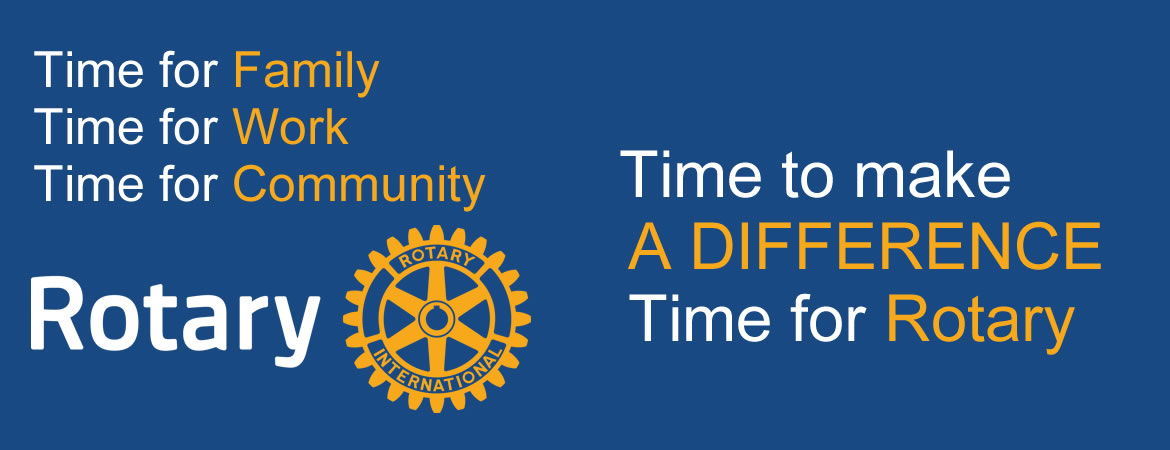 Time for Family
Time for Work
Time for Community
Rotary
ROTARY
INTERNATIONAL
Time to make
A DIFFERENCE
Time for Rotary